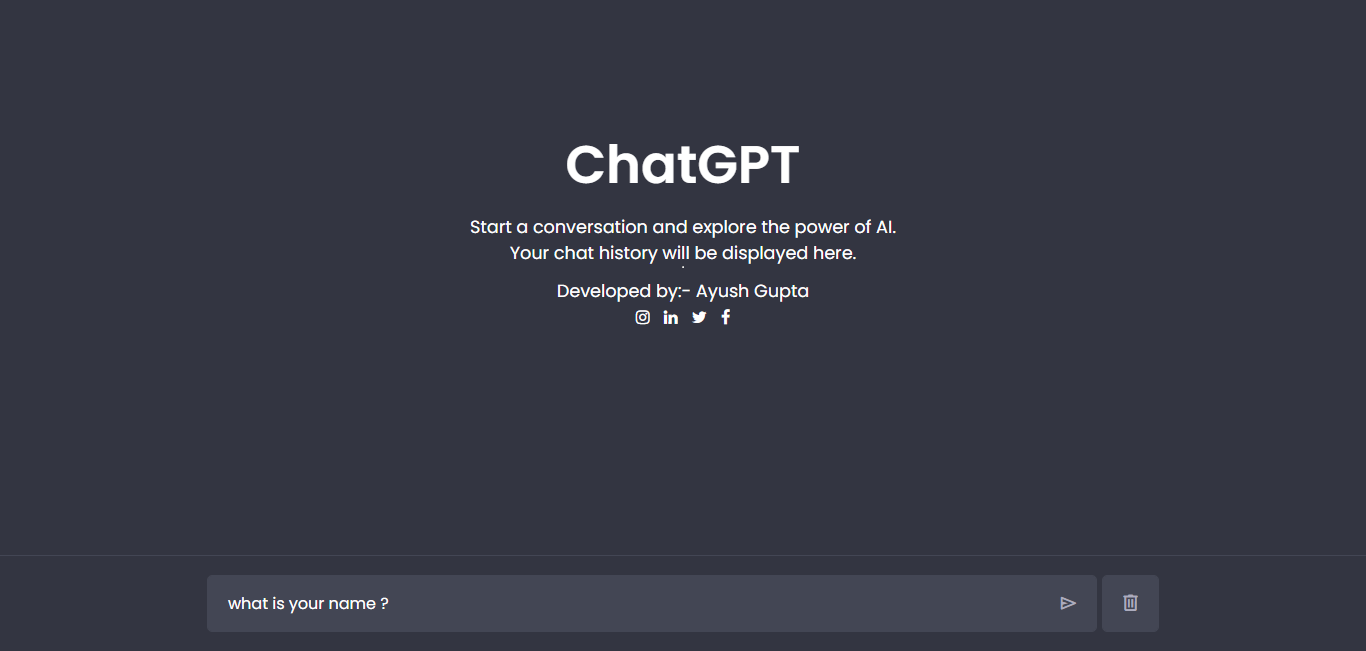 ChatGPT
Start a conversation and explore the power of AI.
Your chat history will be displayed here.
.
Developed by:- Ayush Gupta
what is your name ?